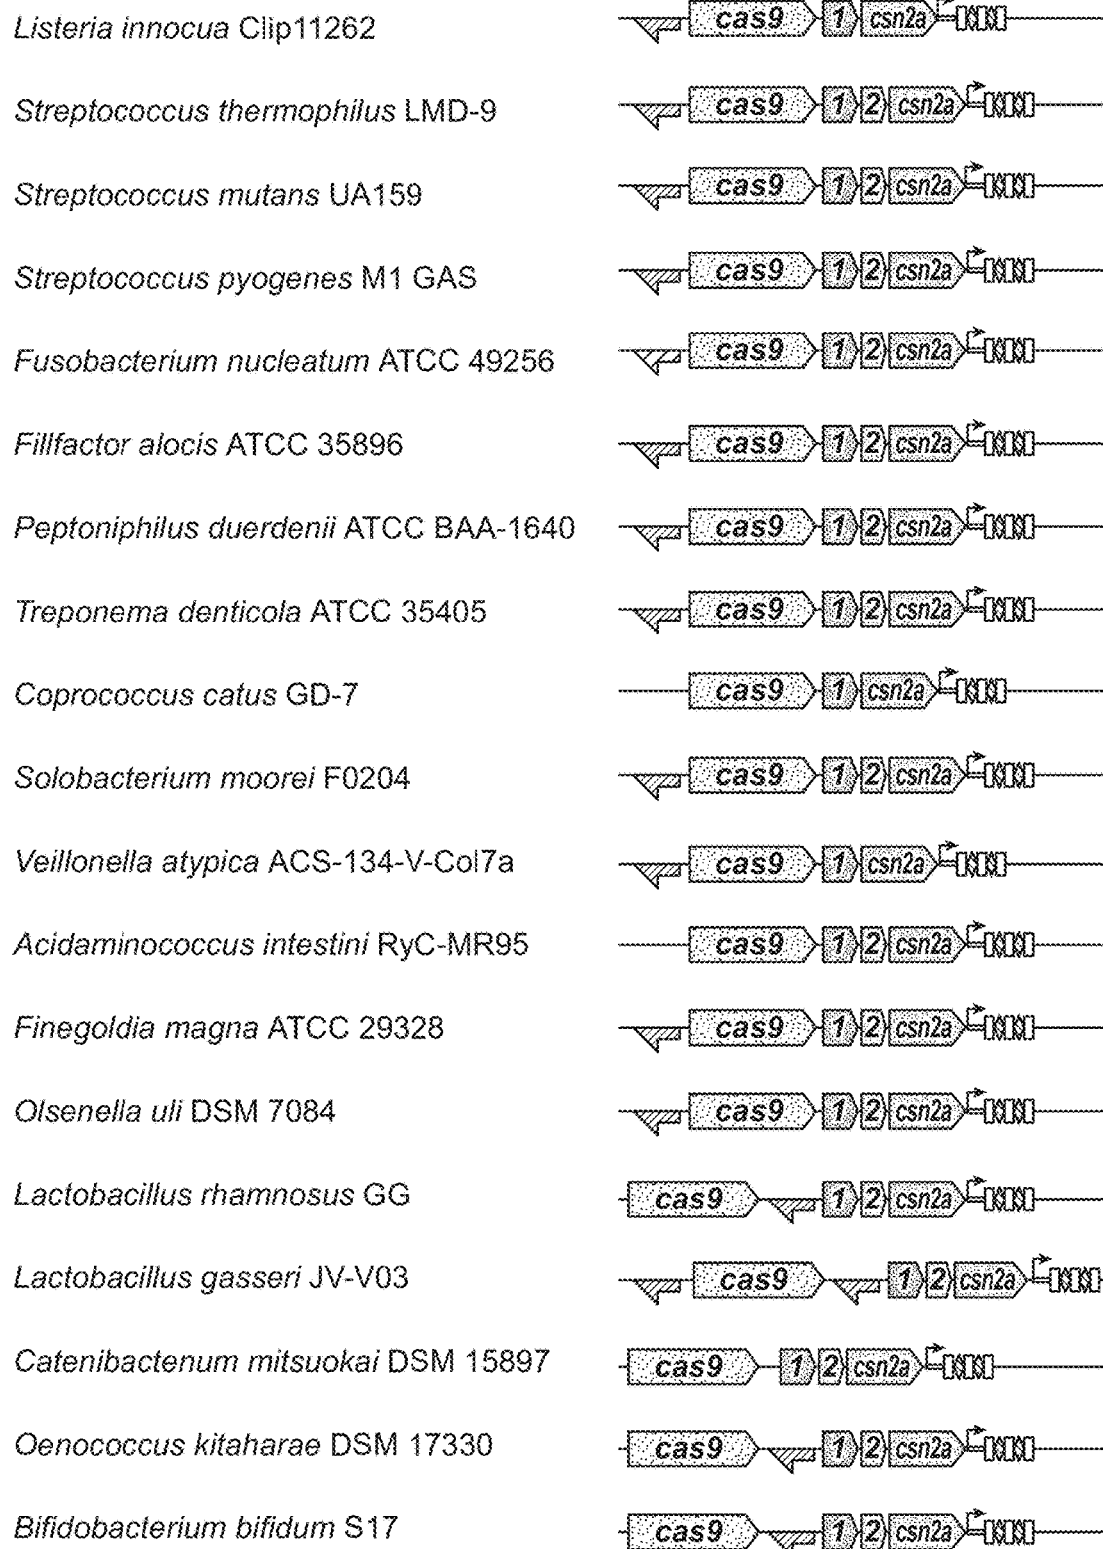 Listeria innocua Clip11262 cas9 1 csn2a
Streptococcus thermophilus LMD-9 cas9 1 2 csn2a
Streptococcus mutans UA159 cas9 1 2 csn2a
Streptococcus pyogenes M1 GAS cas9 1 2 csn2a
Fusobacterium nucleatum ATCC 49256 cas9 1 2 csn2a
Fillfactor alocis ATCC 35896 cas9 1 2 csn2a
Peptoniphilus duerdenii ATCC BAA-1640 cas9 1 2 csn2a
Treponema denticola ATCC 35405 cas9 1 2 csn2a
Coprococcus catus GD-7 cas9 1 csn2a
Solobacterium moorei F0204 cas9 1 2 csn2a
Veillonella atypica ACS-134-V-Col7a cas9 1 csn2a
Acidaminococcus intestini RyC-MR95 cas9 1 2 csn2a
Finegoldia magna ATCC 29328 cas9 1 2 csn2a
Olsenella uli DSM 7084 cas9 1 2 csn2a
Lactobacillus rhamnosus GG cas9 1 2 csn2a
Lactobacillus gasseri JV-V03 cas9 1 2 csn2a
Catenibactenum mitsuokai DSM 15897 cas9 1 2 csn2a
Oenococcus kitaharae DSM 17330 cas9 1 2 csn2a
Bifidobacterium bifidum S17 cas9 1 2 csn2a